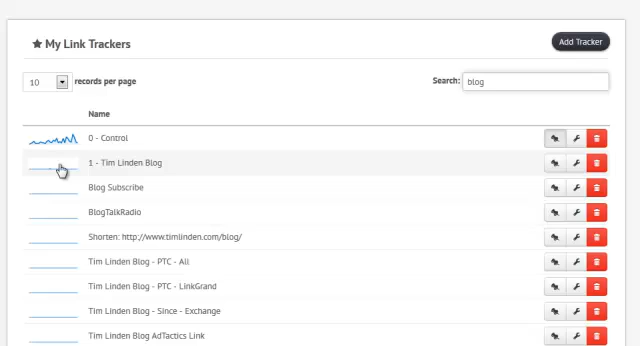 My Link Trackers
Add Tracker
10 records per page
Search: blog
Name
0 - Control
1 - Tim Linden Blog
Blog Subscribe
BlogTalkRadio
Shorten: http://www.timlinden.com/blog/
Tim Linden Blog - PTC - All
Tim Linden Blog - PTC - LinkGrand
Tim Linden Blog - Since - Exchange
Tim Linden Blog AdTactics Link